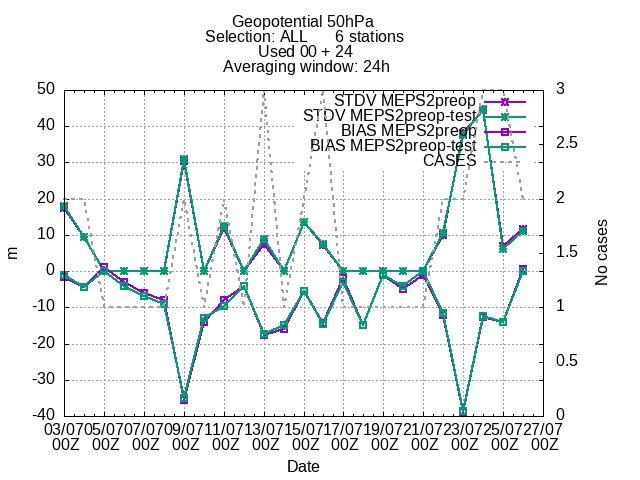 Geopotential 50hPa
Selection: ALL 6 stations
Used 00 + 24
Averaging window: 24h
STDV MEPS2preop
STDV MEPS2preop-test
BIAS MEPS2preop
BIAS MEPS2preop-test
CASES
50
40
30
20
10
0
-10
-20
-30
-40
m
3
2.5
2
1.5
1
0.5
0
No cases
03/07 05/07 07/07 09/07 11/07 13/07 15/07 17/07 19/07 21/07 23/07 25/07 27/07
00Z 00Z 00Z 00Z 00Z 00Z 00Z 00Z 00Z 00Z 00Z 00Z 00Z
Date